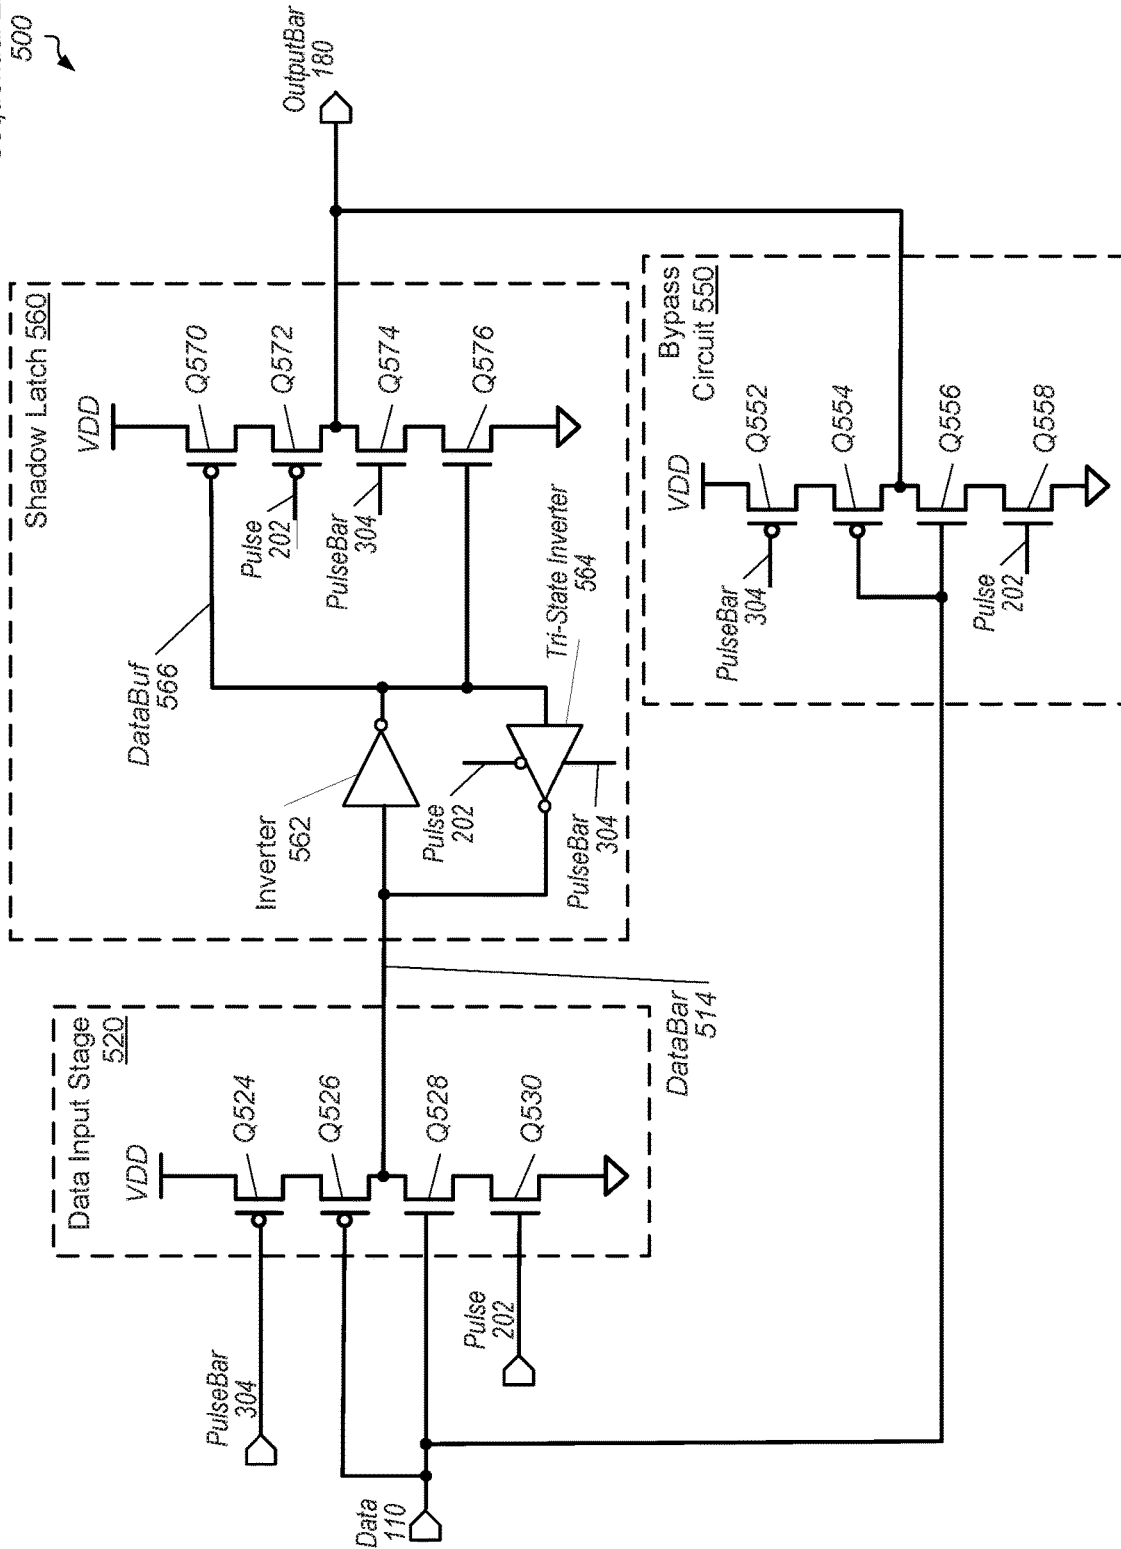 500
OutputBar
180
Shadow Latch 560
VDD
Q570
Q572
Q574
Q576
Pulse
202
PulseBar
304
DataBuf
566
Inverter
562
Tri-State Inverter
564
Pulse
202
PulseBar
304
Bypass
Circuit 550
VDD
Q552
Q554
Q556
Q558
PulseBar
304
Pulse
202
Data Input Stage
520
VDD
Q524
Q526
Q528
Q530
DataBar
514
PulseBar
304
Pulse
202
Data
110